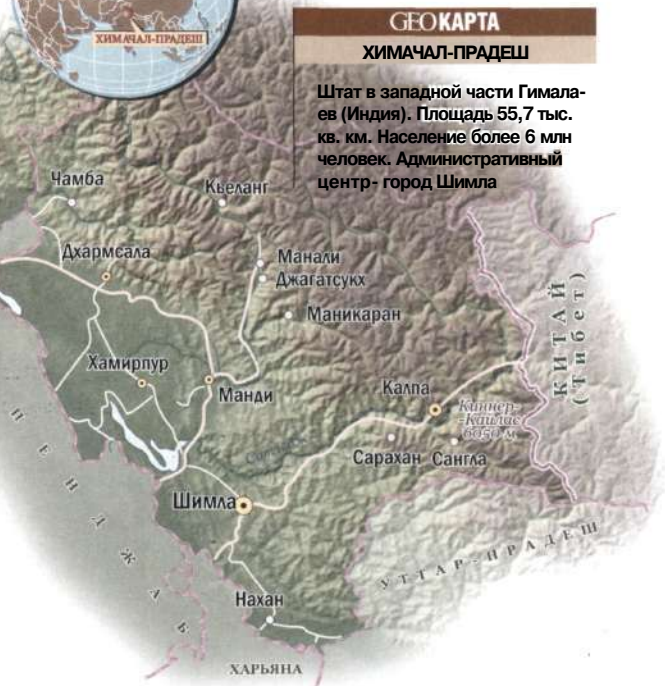 ХИМАЧАЛ-ПРАДЕШ
GEOКАРТА
ХИМАЧАЛ-ПРАДЕШ
Штат в западной части Гимала-
ев (Индия). Площадь 55,7 тыс.
кв. км. Население более 6 млн
человек. Административный
центр- город Шимла
Чамба
Кьеланг
Дхармсала
Манали
Джагатсукх
Маникаран
КИТАЙ
(Тибет)
Хамирпур
Манди
Калпа
Киннер-
-Кайлас
6050 м
Сарахан
Сангла
Шимла
ПЕНДЖАБ
УТТАР-ПРАДЕШ
Нахан
ХАРЬЯНА